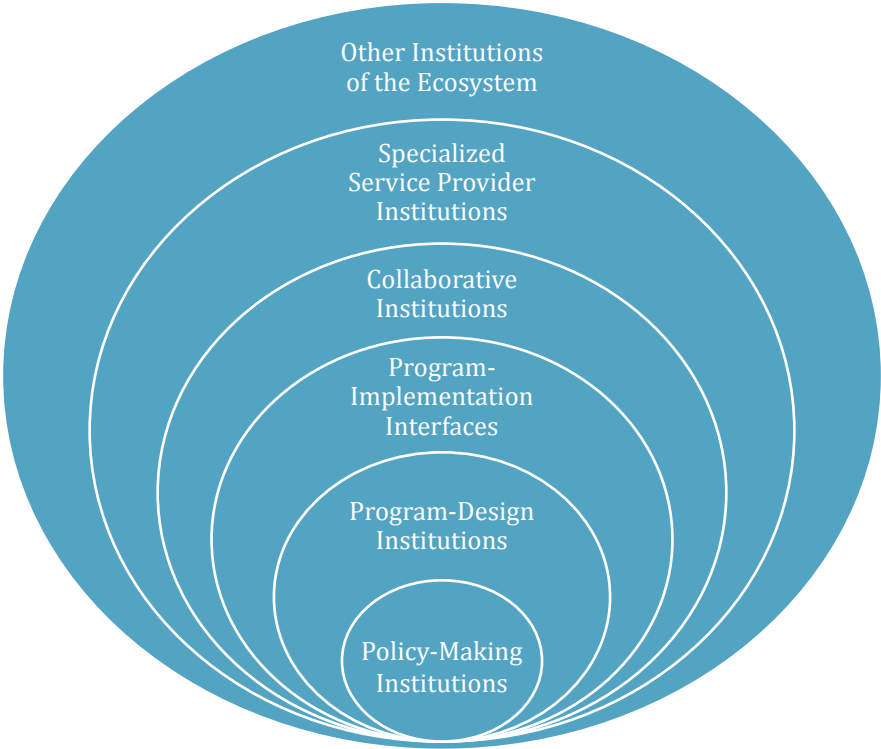 Other Institutions
of the Ecosystem
Specialized
Service Provider
Institutions
Collaborative
Institutions
Program-
Implementation
Interfaces
Program-Design
Institutions
Policy-Making
Institutions